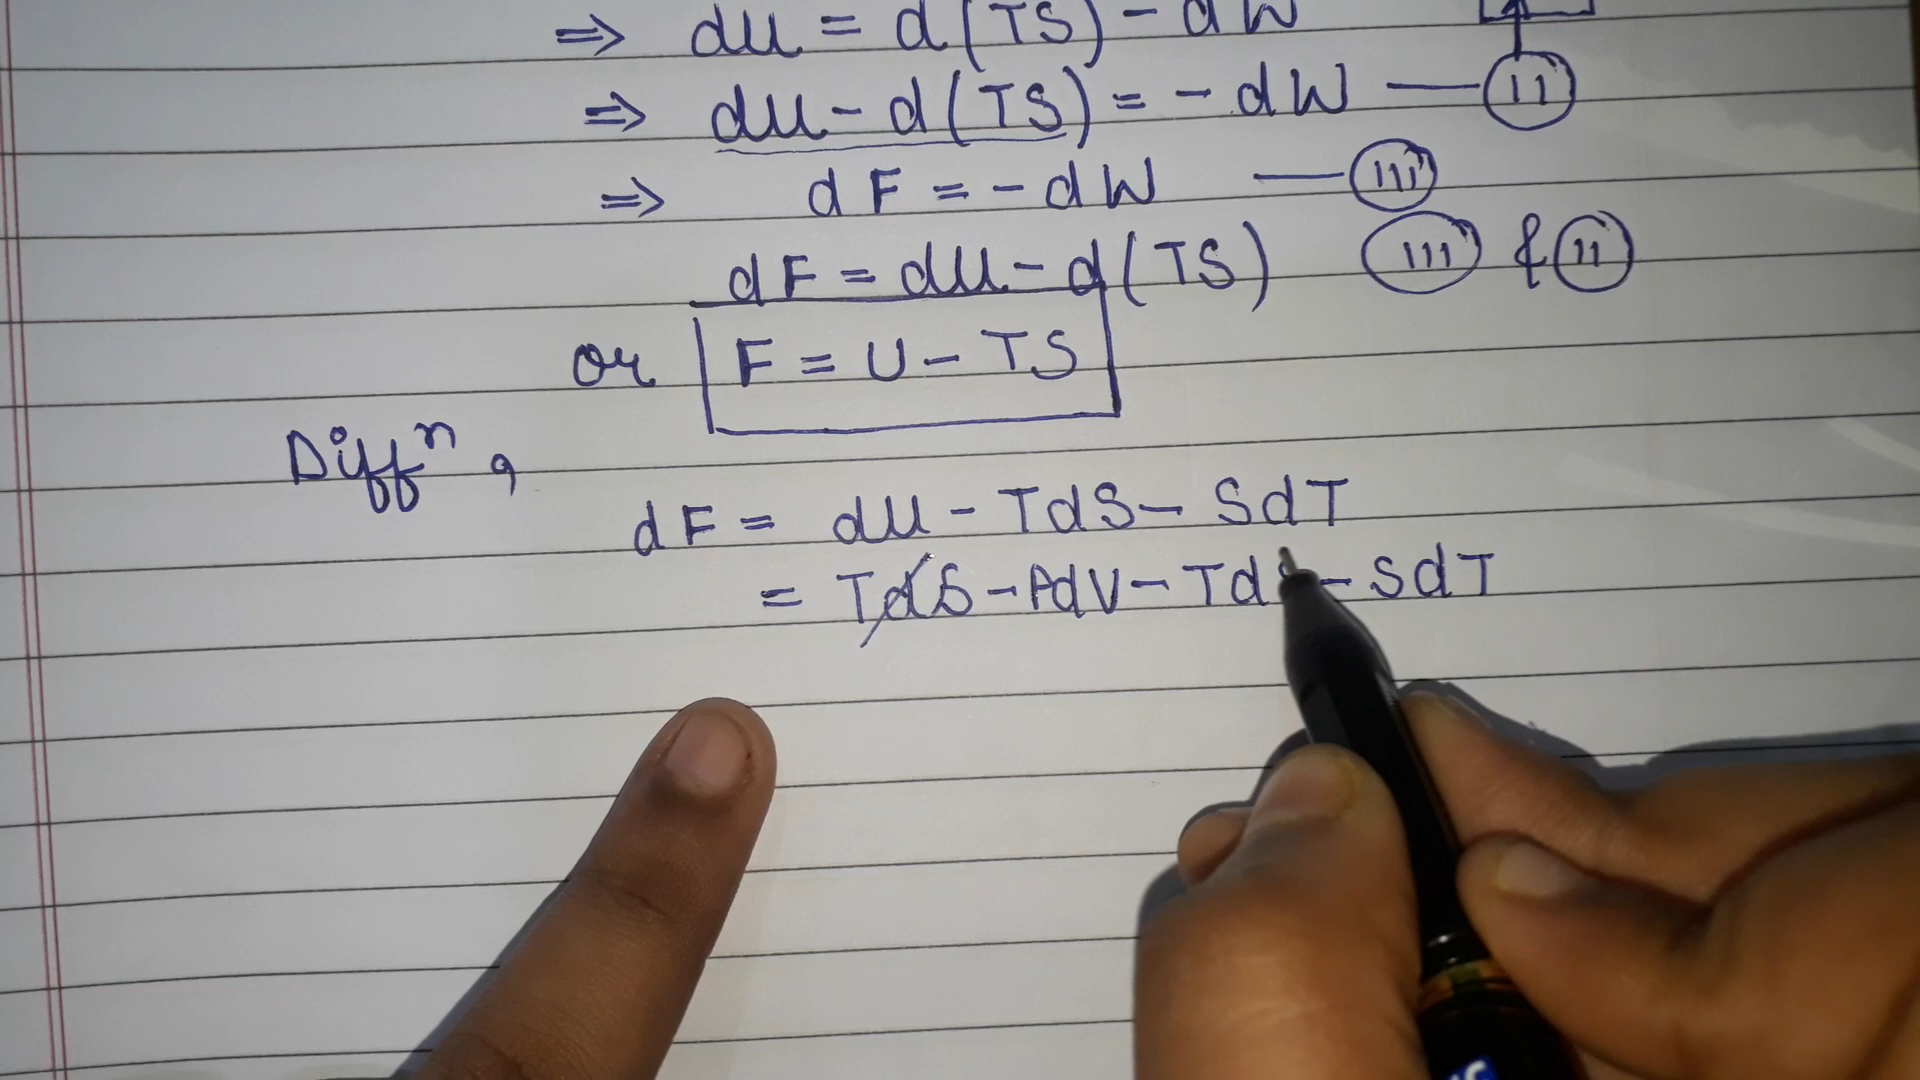 ⇒ du = d(TS) - dW
⇒ du - d(TS) = - dW — (11)
⇒ dF = - dW — (111)
dF = du - d(TS) (111) & (11)
or F = U - TS
Diffⁿ,
dF = du - TdS - SdT
= TdS - PdV - Td - SdT